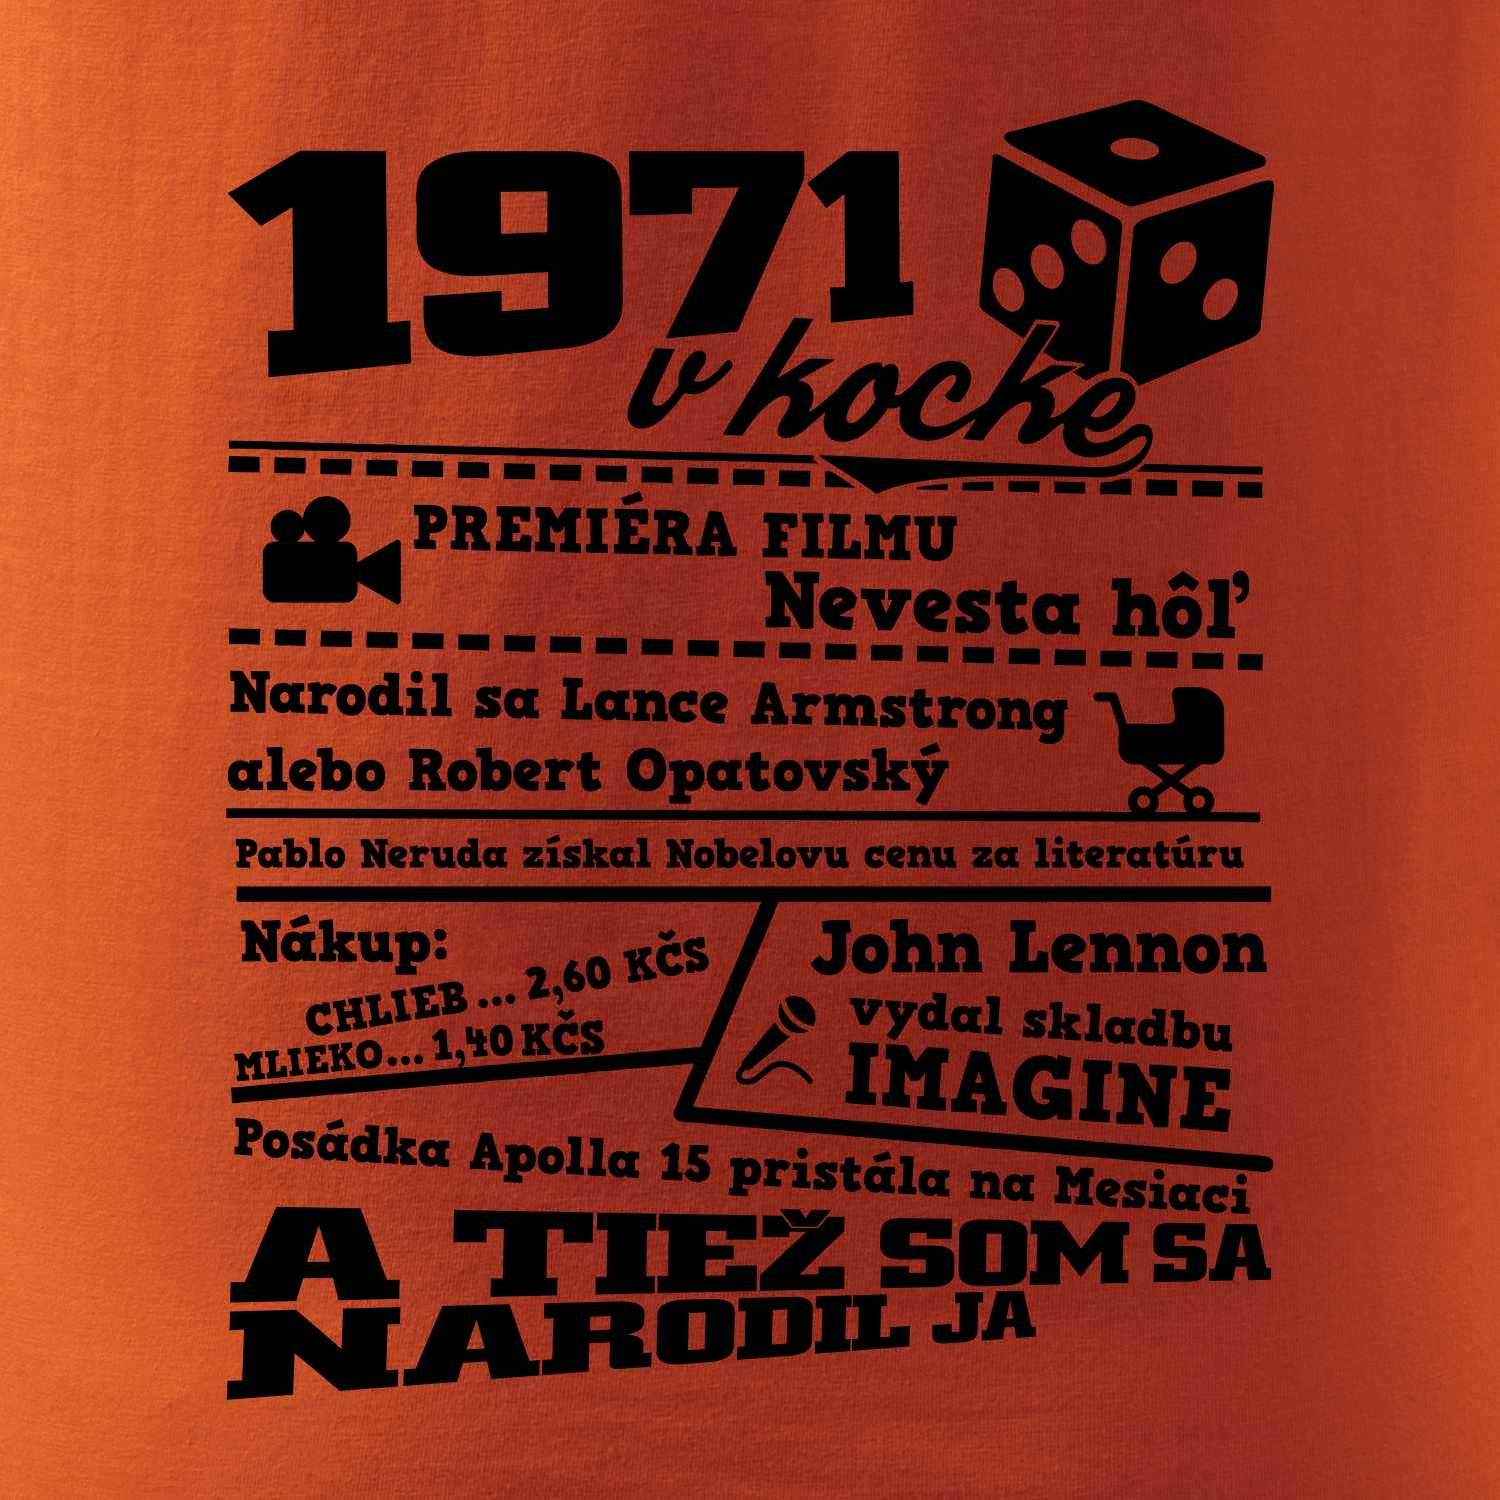 1971
v kocke
PREMIÉRA FILMU
Nevesta hôľ
Narodil sa Lance Armstrong
alebo Robert Opatovský
Pablo Neruda získal Nobelovu cenu za literatúru
Nákup:
CHLIEB... 2,60 KČS
MLIEKO... 1,40 KČS
John Lennon
vydal skladbu
IMAGINE
Posádka Apolla 15 pristála na Mesiaci
A TIEŽ SOM SA
NARODIL JA